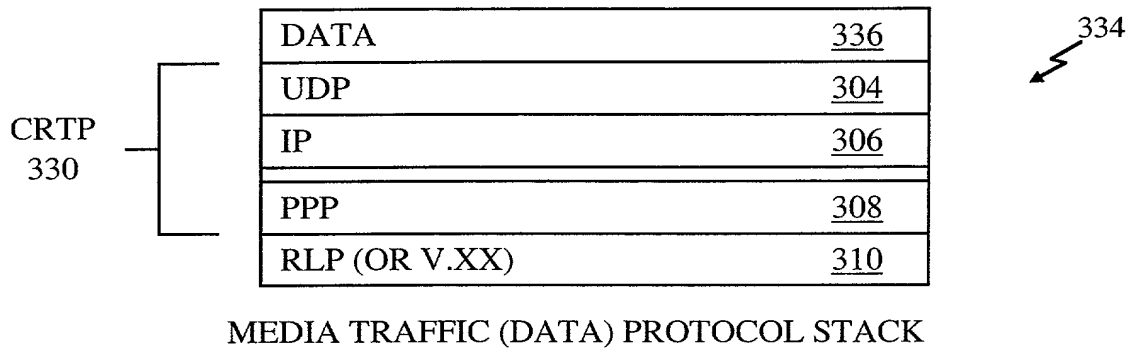 DATA 336
334
UDP 304
CRTP
330
IP 306
PPP 308
RLP (OR V.XX) 310
MEDIA TRAFFIC (DATA) PROTOCOL STACK